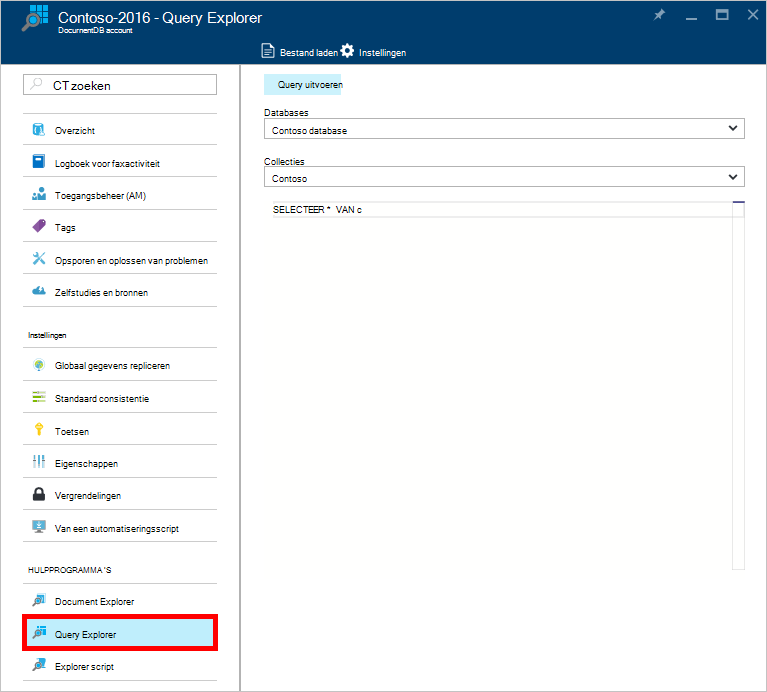 Contoso-2016 - Query Explorer
DocumentDB account
Bestand laden Instellingen
CT zoeken
Overzicht
Logboek voor faxactiviteit
Toegangsbeheer (AM)
Tags
Opsporen en oplossen van problemen
Zelfstudies en bronnen
Instellingen
Globaal gegevens repliceren
Standaard consistentie
Toetsen
Eigenschappen
Vergrendelingen
Van een automatiseringsscript
HULPPROGRAMMA'S
Document Explorer
Query Explorer
Explorer script
Query uitvoeren
Databases
Contoso database
Collecties
Contoso
SELECTEER * VAN c